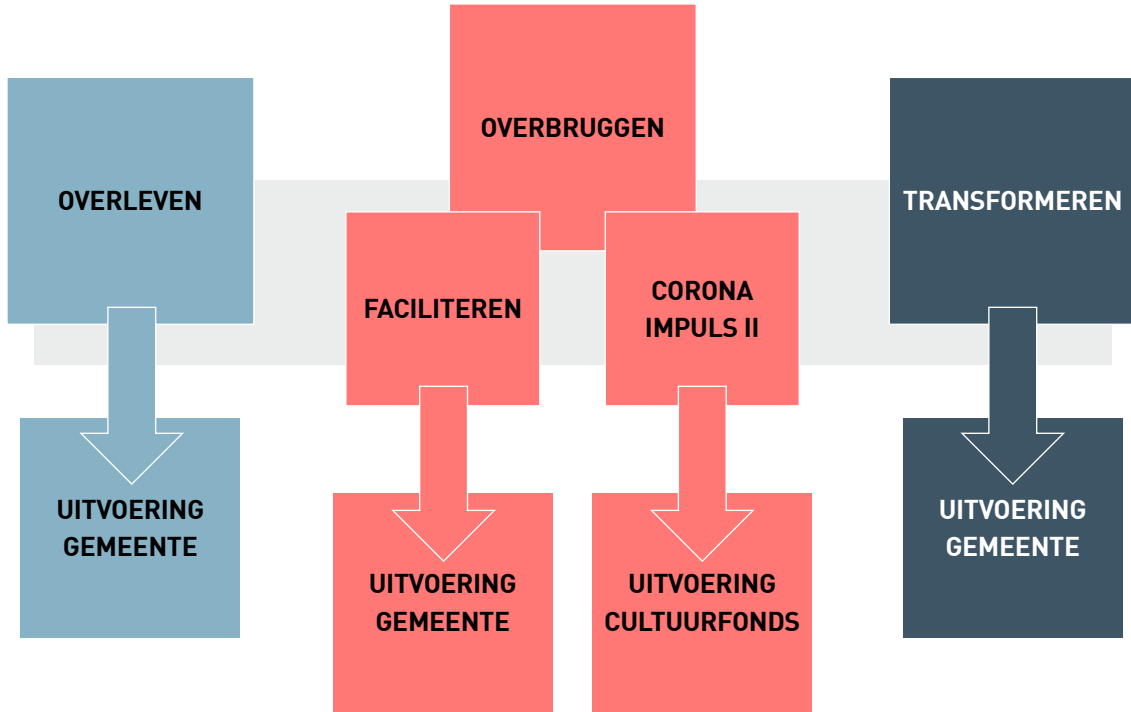 OVERBRUGGEN
OVERLEVEN
TRANSFORMEREN
FACILITEREN
CORONA
IMPULS II
UITVOERING
GEMEENTE
UITVOERING
GEMEENTE
UITVOERING
CULTUURFONDS
UITVOERING
GEMEENTE